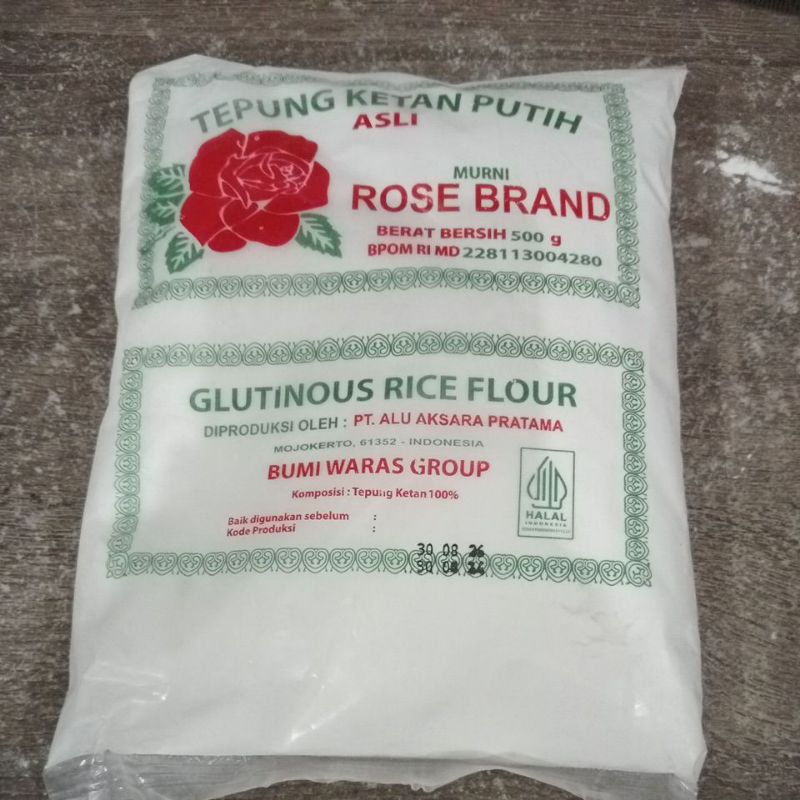 TEPUNG KETAN PUTIH
ASLI
MURNI
ROSE BRAND
BERAT BERSIH 500 g
BPOM RI MD 228113004280
GLUTINOUS RICE FLOUR
DIPRODUKSI OLEH : PT. ALU AKSARA PRATAMA
MOJOKERTO, 61352 - INDONESIA
BUMI WARAS GROUP
Komposisi : Tepung Ketan 100%
HALAL
INDONESIA
Baik digunakan sebelum :
Kode Produksi :
30 08 26
30 08